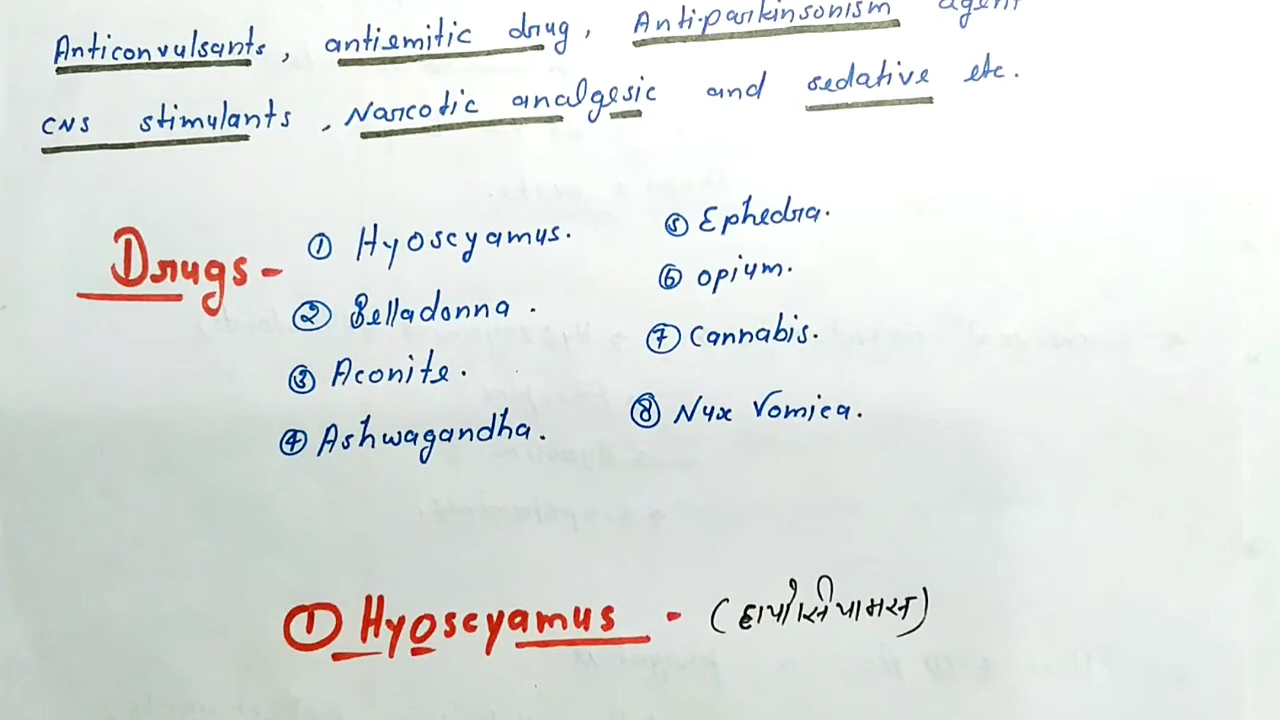 Anticonvulsants, antiemitic drug, Antiparkinsonism agent
CNS stimulants, Narcotic analgesic and sedative etc.
Drugs -
① Hyoscyamus.
② Belladonna.
③ Aconite.
④ Ashwagandha.
⑤ Ephedra.
⑥ opium.
⑦ Cannabis.
⑧ Nux Vomica.
① Hyoscyamus - (हायोसियामस)